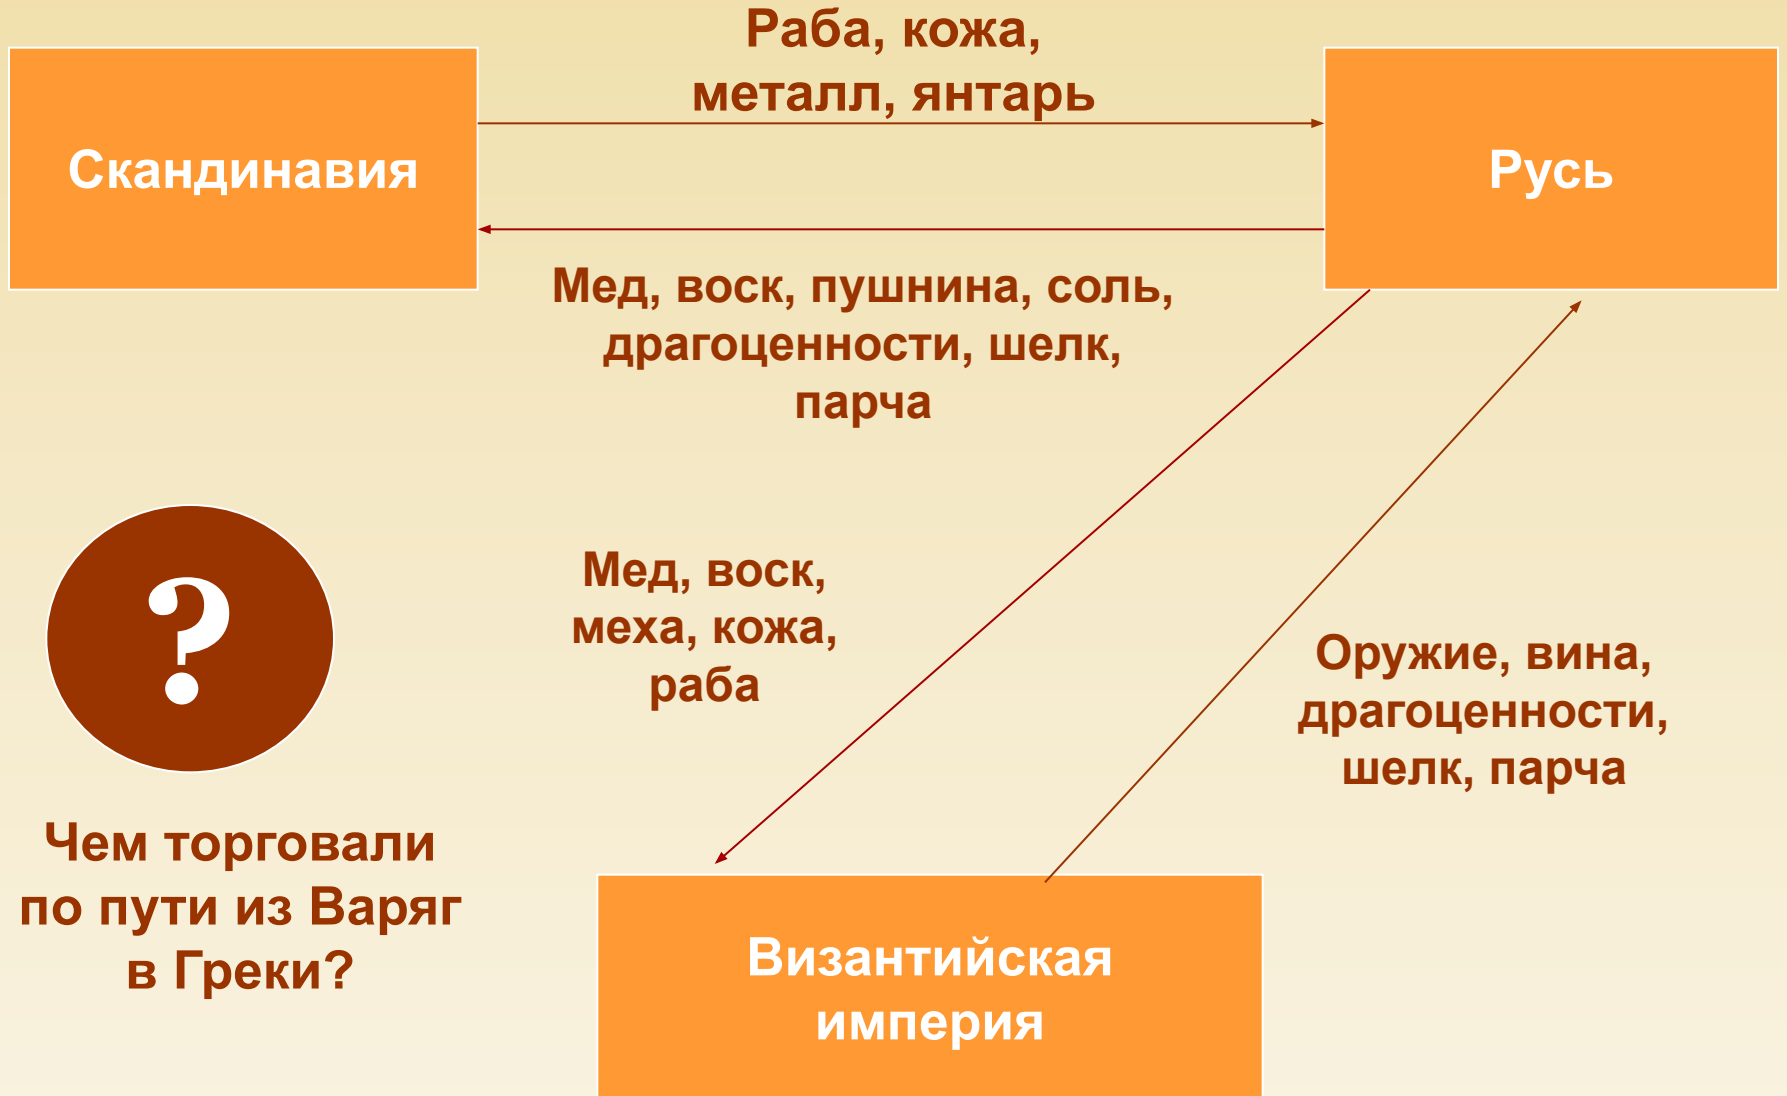 Раба, кожа,
металл, янтарь
Скандинавия
Русь
Мед, воск, пушнина, соль,
драгоценности, шелк,
парча
?
Мед, воск,
меха, кожа,
раба
Оружие, вина,
драгоценности,
шелк, парча
Чем торговали
по пути из Варяг
в Греки?
Византийская
империя